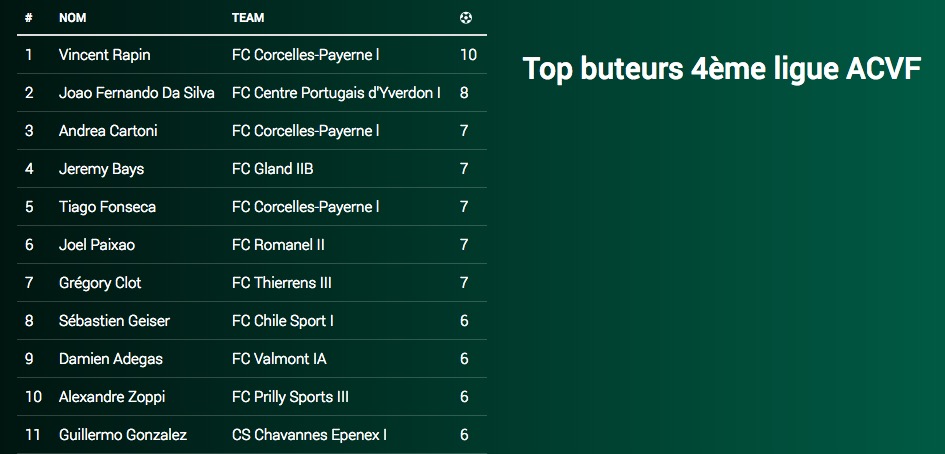 # NOM TEAM
1 Vincent Rapin FC Corcelles-Payerne I 10
Top buteurs 4ème ligue ACVF
2 Joao Fernando Da Silva FC Centre Portugais d'Yverdon I 8
3 Andrea Cartoni FC Corcelles-Payerne I 7
4 Jeremy Bays FC Gland IIB 7
5 Tiago Fonseca FC Corcelles-Payerne I 7
6 Joel Paixao FC Romanel II 7
7 Grégory Clot FC Thierrens III 7
8 Sébastien Geiser FC Chile Sport I 6
9 Damien Adegas FC Valmont IA 6
10 Alexandre Zoppi FC Prilly Sports III 6
11 Guillermo Gonzalez CS Chavannes Epenex I 6